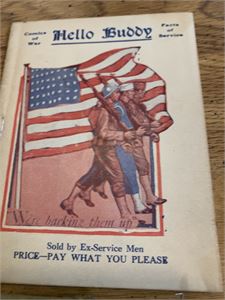 Comics
of
War
Hello Buddy
Facts
of
Service
"We're backing them up"
Sold by Ex-Service Men
PRICE—PAY WHAT YOU PLEASE